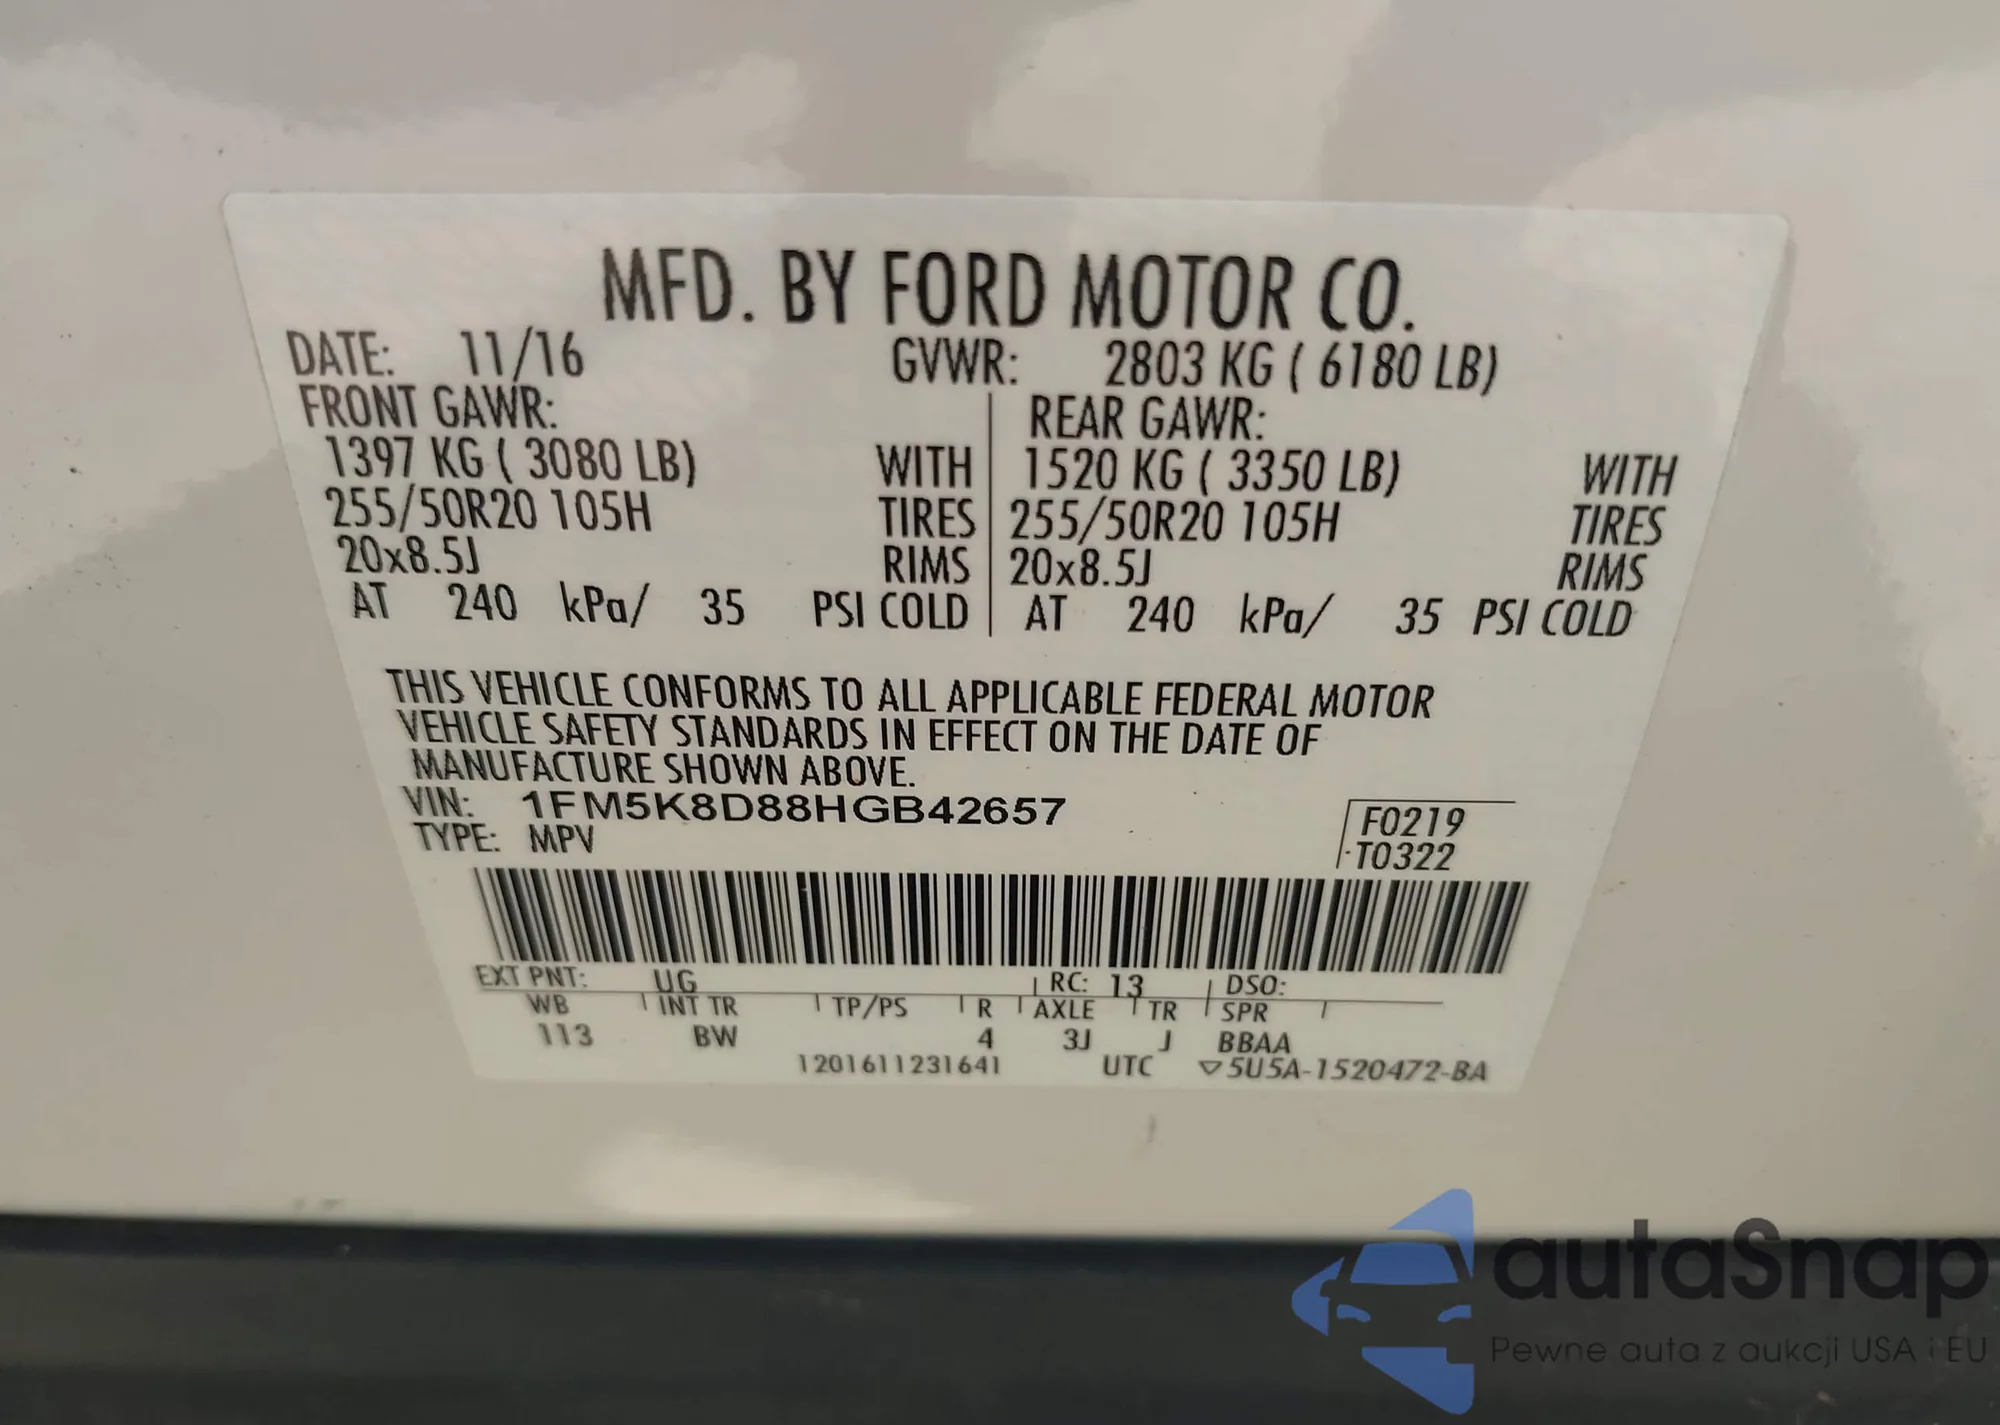 MFD. BY FORD MOTOR CO.
DATE: 11/16 GVWR: 2803 KG ( 6180 LB)
FRONT GAWR: REAR GAWR:
1397 KG ( 3080 LB) WITH 1520 KG ( 3350 LB) WITH
255/50R20 105H TIRES 255/50R20 105H TIRES
20x8.5J RIMS 20x8.5J RIMS
AT 240 kPa/ 35 PSI COLD AT 240 kPa/ 35 PSI COLD
THIS VEHICLE CONFORMS TO ALL APPLICABLE FEDERAL MOTOR
VEHICLE SAFETY STANDARDS IN EFFECT ON THE DATE OF
MANUFACTURE SHOWN ABOVE.
VIN: 1FM5K8D88HGB42657 F0219
TYPE: MPV T0322
EXT PNT: UG RC: 13 DSO:
WB INT TR TP/PS R AXLE TR SPR
113 BW 4 3J J BBAA
1201611231641 UTC ▽5U5A-1520472-BA
autaSnap
Pewne auta z aukcji USA i EU